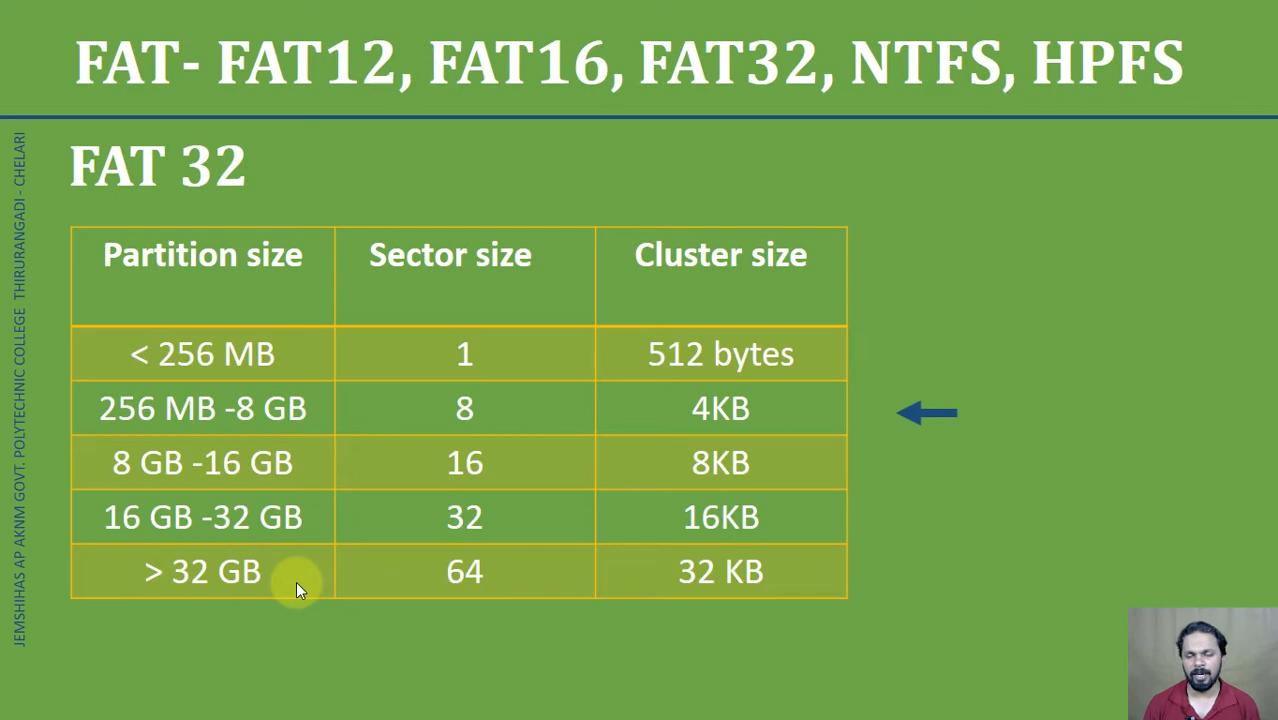 FAT- FAT12, FAT16, FAT32, NTFS, HPFS
JEMSHIHAS AP AKNM GOVT. POLYTECHNIC COLLEGE THIRURANGADI - CHELARI
FAT 32
Partition size Sector size Cluster size
< 256 MB 1 512 bytes
256 MB -8 GB 8 4KB
8 GB -16 GB 16 8KB
16 GB -32 GB 32 16KB
> 32 GB 64 32 KB